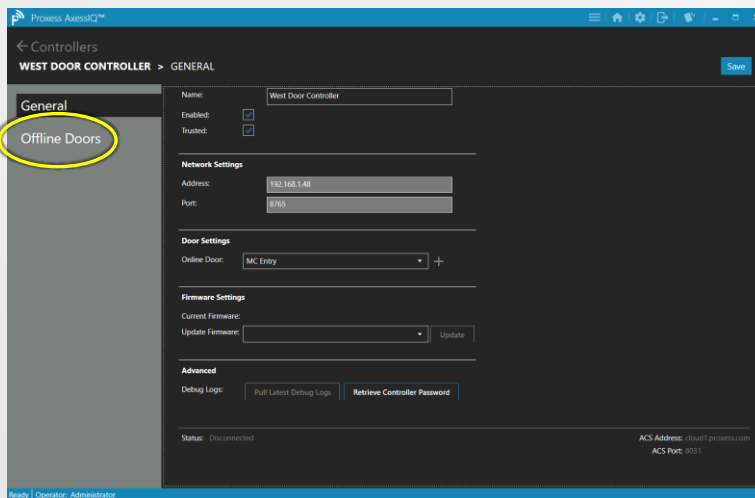 Proxess AxessIQ™
Controllers
WEST DOOR CONTROLLER > GENERAL
Save
General
Offline Doors
Name: West Door Controller
Enabled:
Trusted:
Network Settings
Address: 192.168.1.48
Port: 8765
Door Settings
Online Door: MC Entry
Firmware Settings
Current Firmware:
Update Firmware: Update
Advanced
Debug Logs: Pull Latest Debug Logs Retrieve Controller Password
Status: Disconnected ACS Address: cloud1.proxess.com
ACS Port: 8031
Ready Operator: Administrator